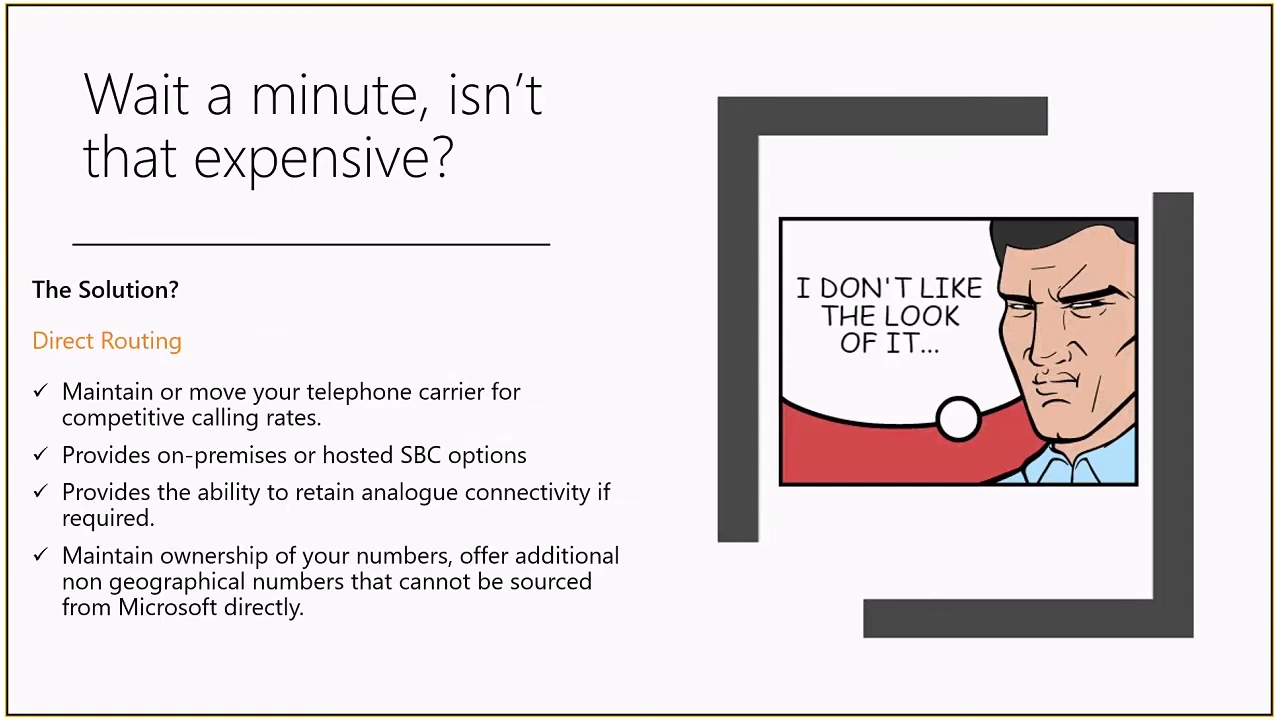 Wait a minute, isn’t
that expensive?
The Solution?
Direct Routing
✓ Maintain or move your telephone carrier for
competitive calling rates.
✓ Provides on-premises or hosted SBC options
✓ Provides the ability to retain analogue connectivity if
required.
✓ Maintain ownership of your numbers, offer additional
non geographical numbers that cannot be sourced
from Microsoft directly.
I DON'T LIKE
THE LOOK
OF IT...